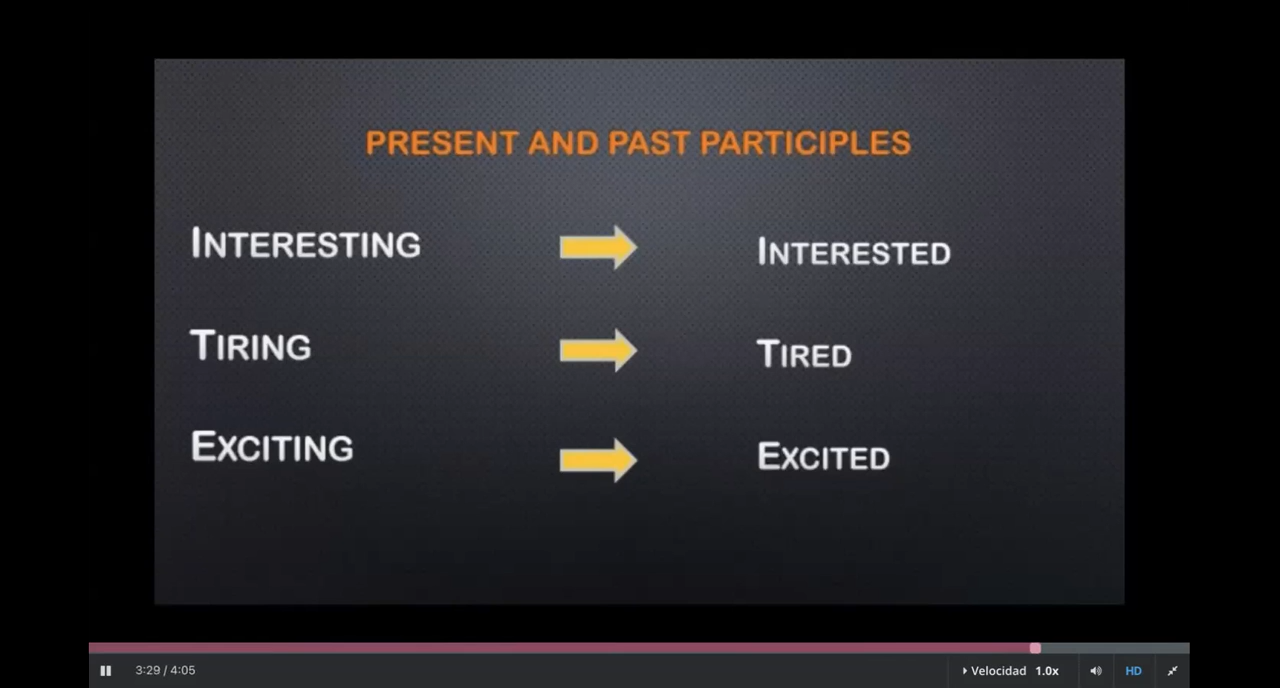 PRESENT AND PAST PARTICIPLES
INTERESTING INTERESTED
TIRING TIRED
EXCITING EXCITED
3:29 / 4:05 Velocidad 1.0x HD